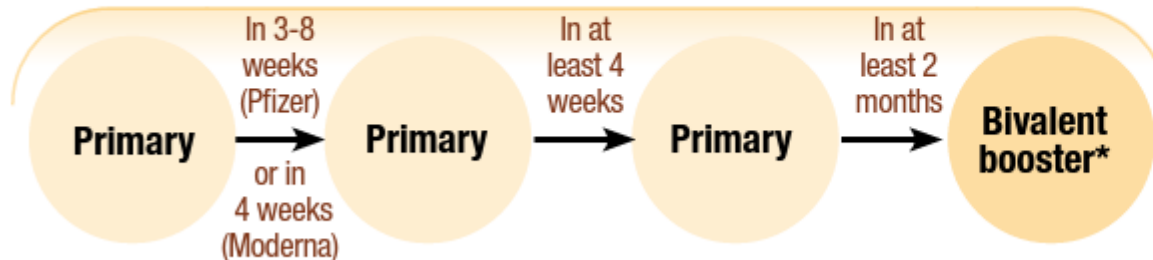 Primary
In 3-8
weeks
(Pfizer)
or in
4 weeks
(Moderna)
Primary
In at
least 4
weeks
Primary
In at
least 2
months
Bivalent
booster*